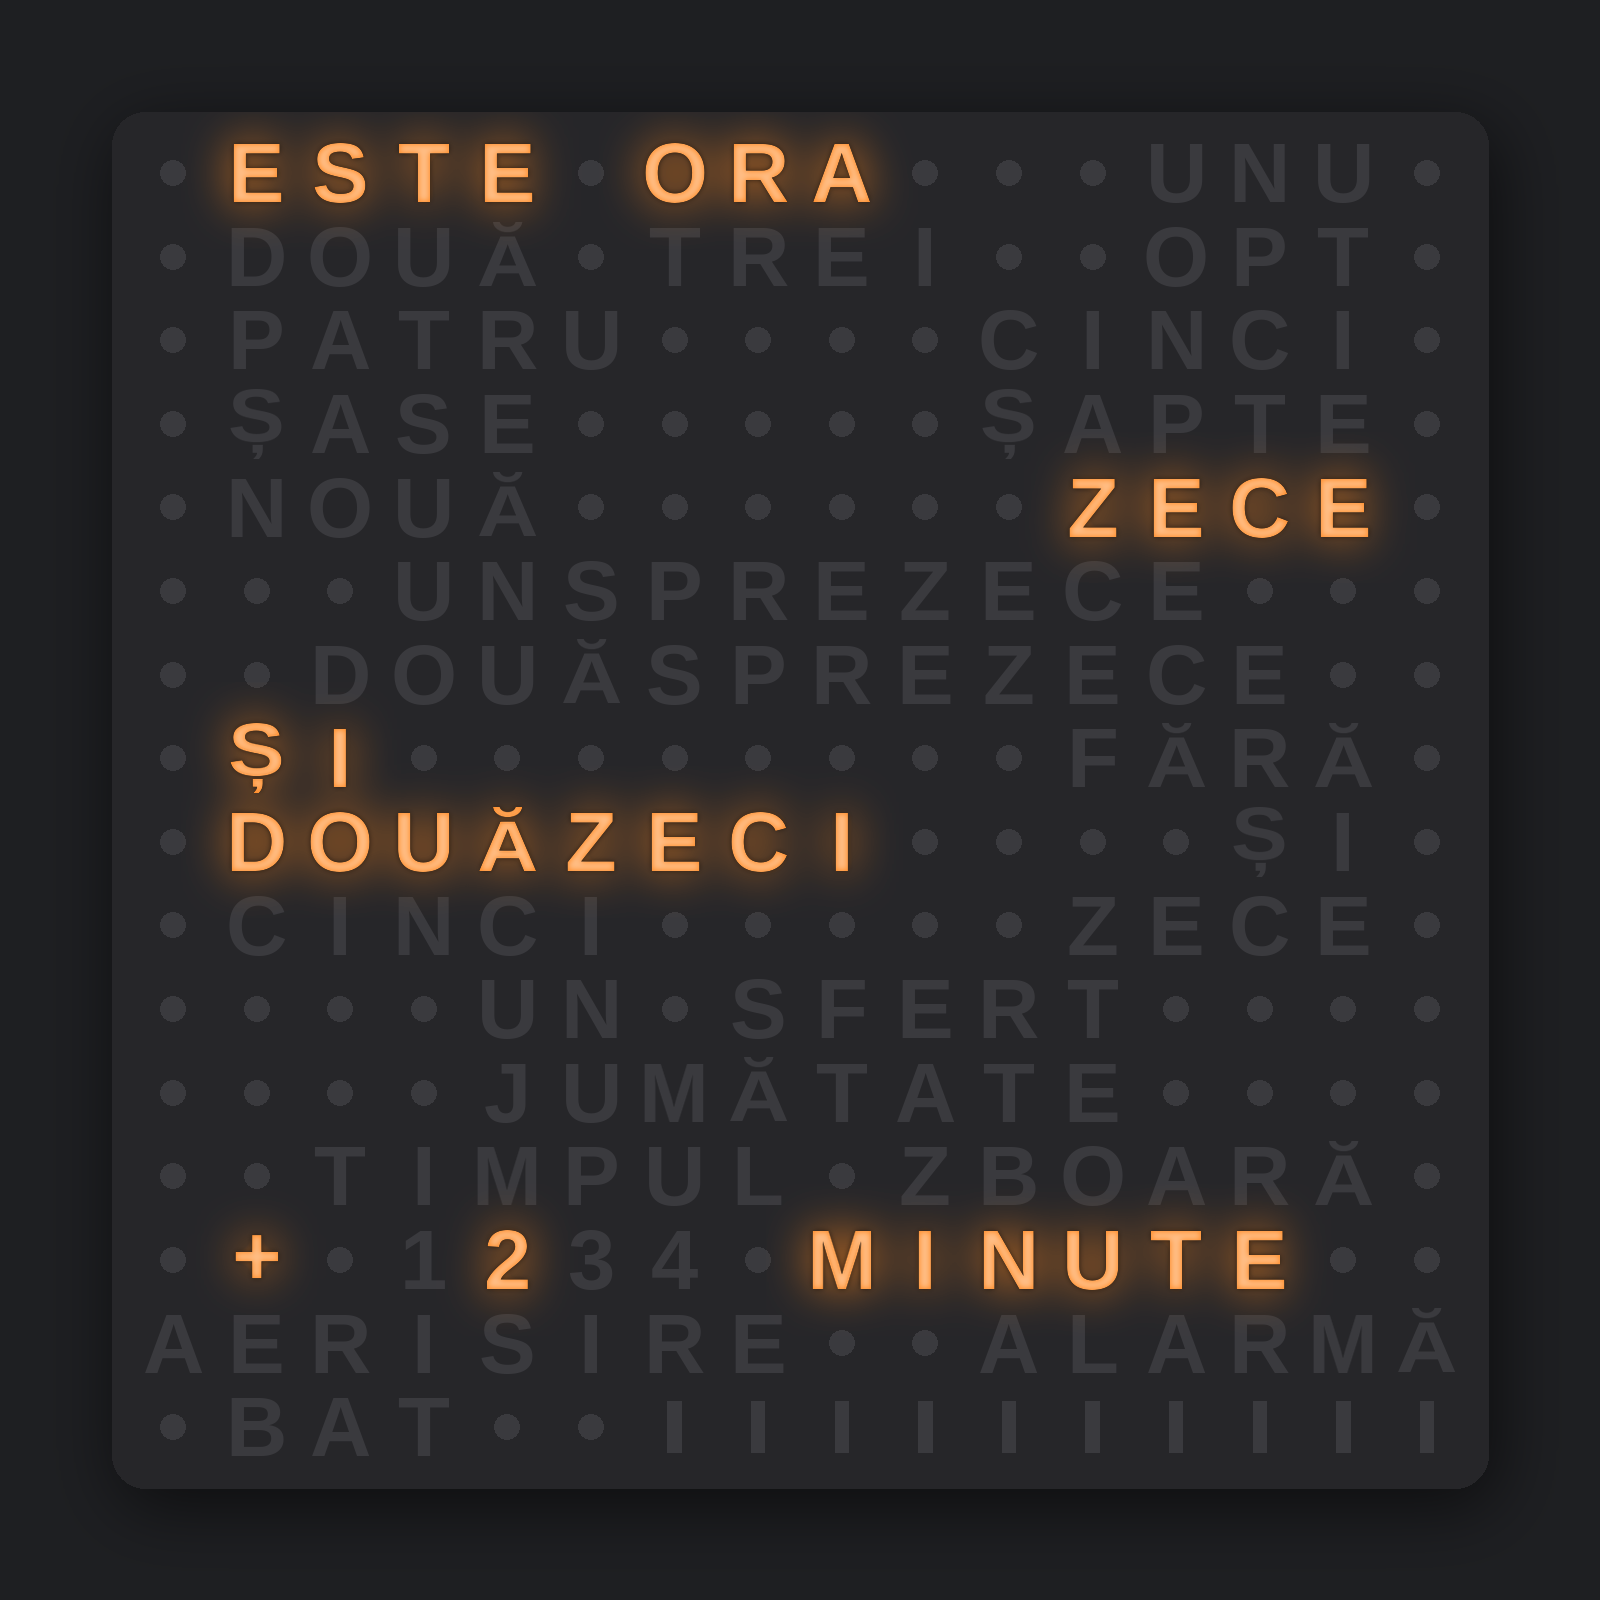 ESTE ORA UNU
DOUĂ TREI OPT
PATRU CINCI
ȘASE ȘAPTE
NOUĂ ZECE
UNSPREZECE
DOUĂSPREZECE
ȘI FĂRĂ
DOUĂZECI ȘI
CINCI ZECE
UN SFERT
JUMĂTATE
TIMPUL ZBOARĂ
+ 1 2 3 4 MINUTE
AERISIRE ALARMĂ
BAT I I I I I I I I I I